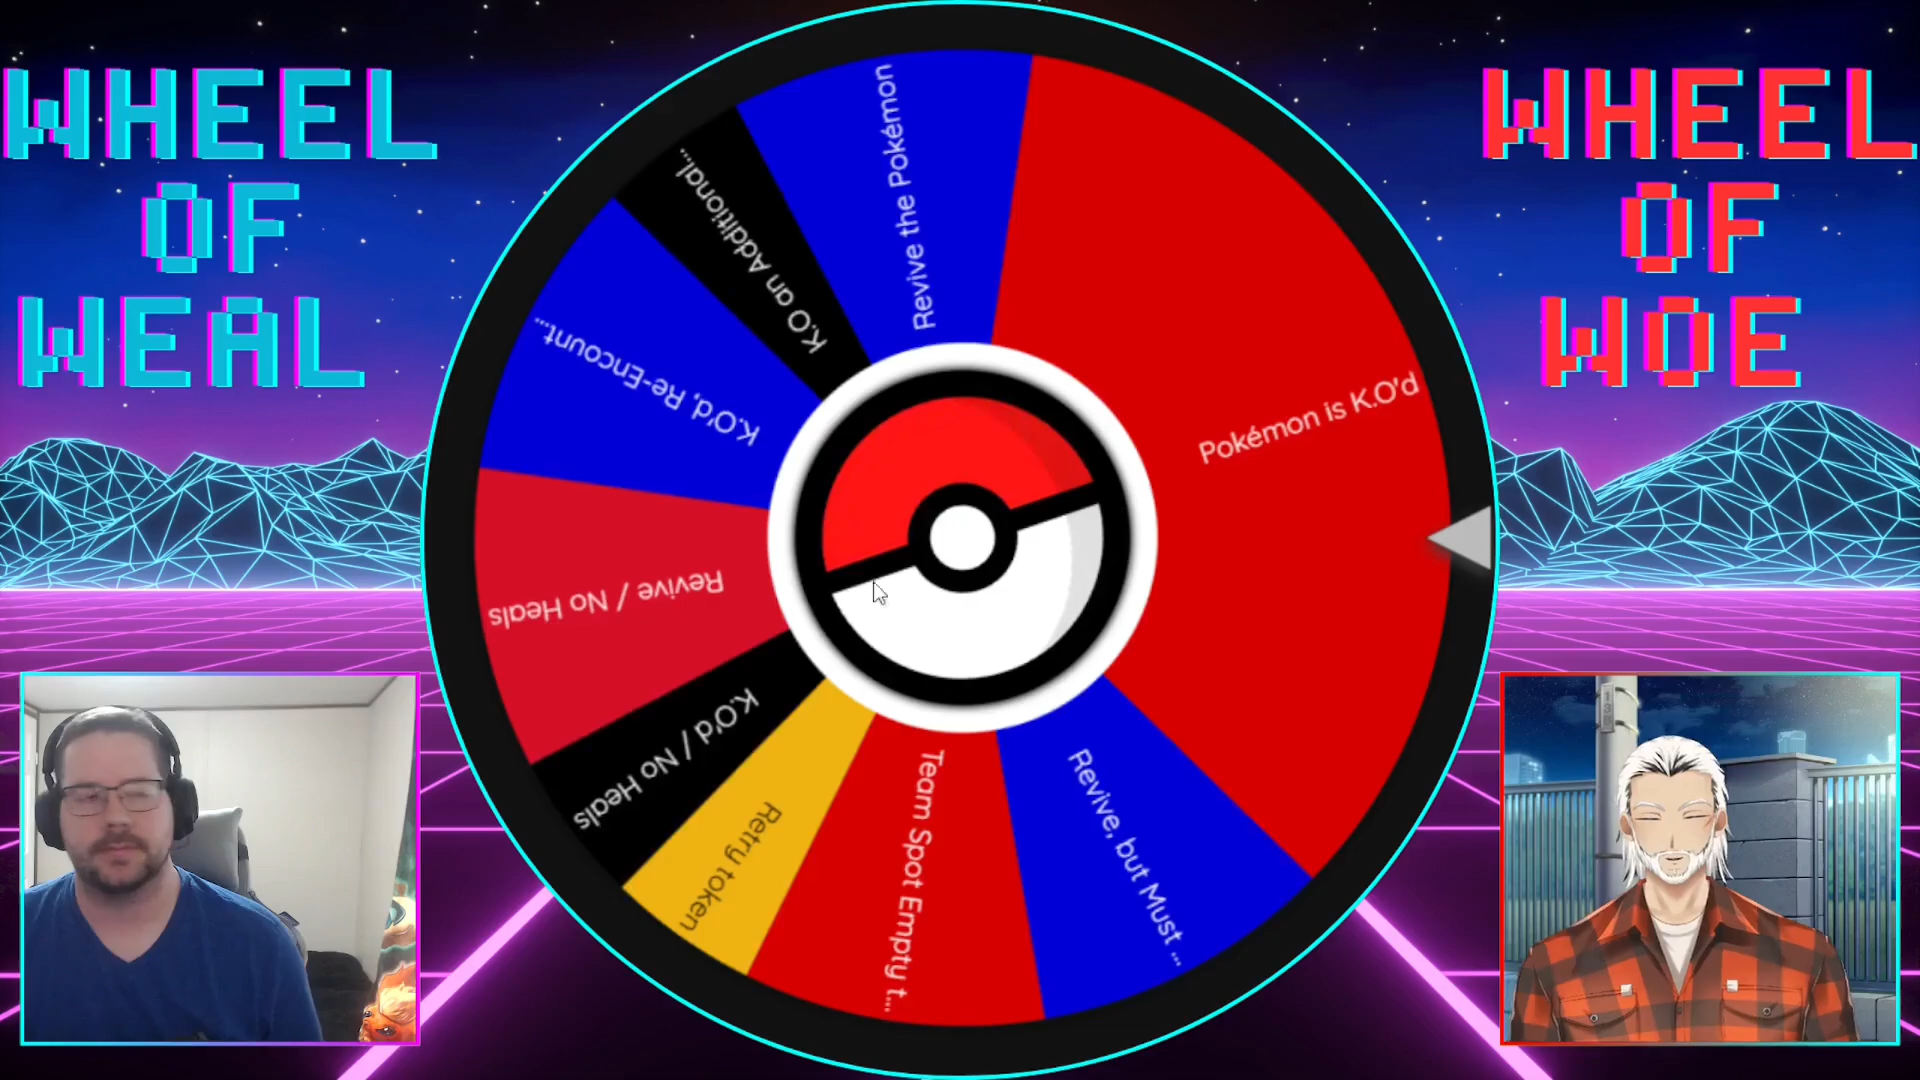 WHEEL
OF
WEAL
WHEEL
OF
WOE
Revive the Pokémon
Pokémon is K.O'd
Revive, but Must ...
Team Spot Empty t...
Retry token
K.O'd / No Heals
Revive / No Heals
K.O'd, Re-Encount...
K.O an Additional...